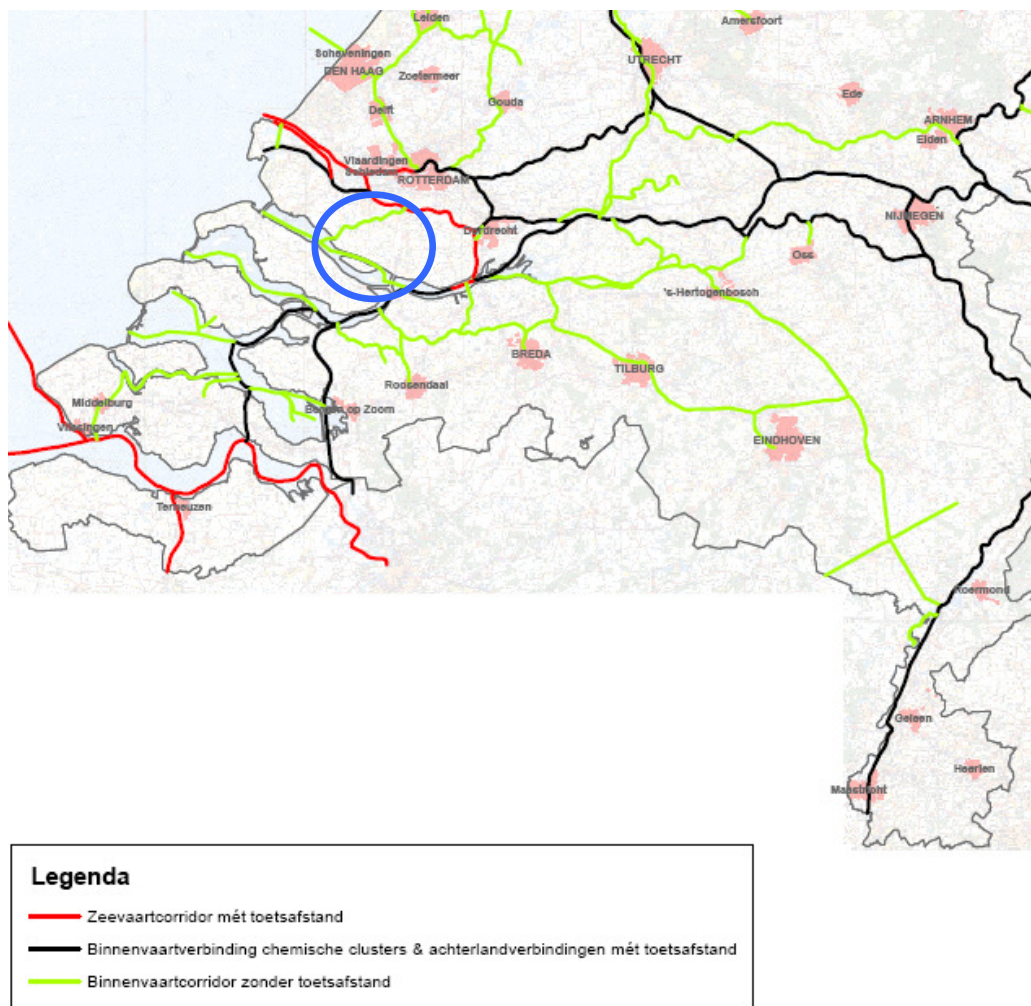 Leiden
Amersfoort
Scheveningen
DEN HAAG
UTRECHT
Zoetermeer
Ede
Gouda
Delft
ARNHEM
Elden
Vlaardingen
Schiedam
ROTTERDAM
NIJMEGEN
Dordrecht
Oss
's-Hertogenbosch
BREDA
TILBURG
Roosendaal
Middelburg
Bergen op Zoom
Vlissingen
EINDHOVEN
Terneuzen
Roermond
Geleen
Heerlen
Maastricht
Legenda
Zeevaartcorridor mét toetsafstand
Binnenvaartverbinding chemische clusters & achterlandverbindingen mét toetsafstand
Binnenvaartcorridor zonder toetsafstand